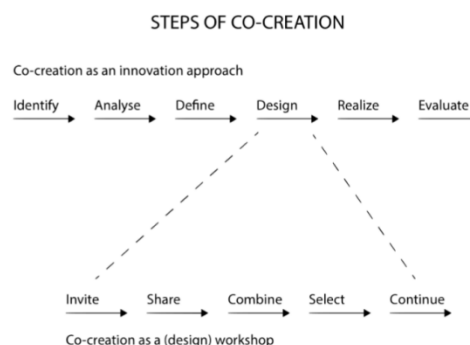 STEPS OF CO-CREATION
Co-creation as an innovation approach
Identify Analyse Define Design Realize Evaluate
Invite Share Combine Select Continue
Co-creation as a (design) workshop